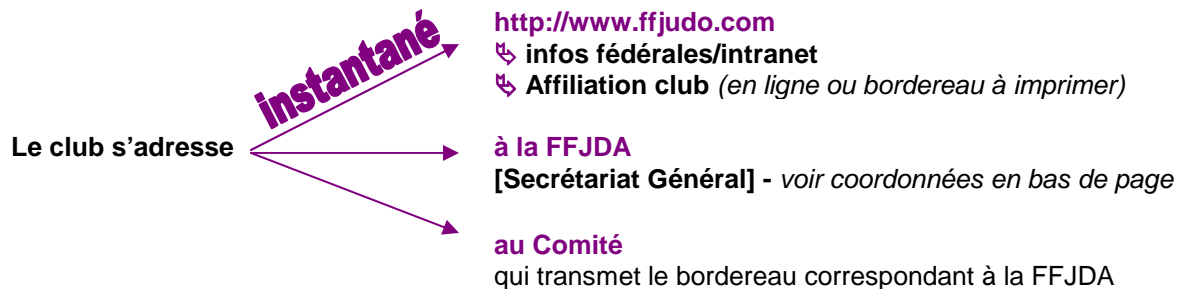 instantané
http://www.ffjudo.com
infos fédérales/intranet
Affiliation club (en ligne ou bordereau à imprimer)
Le club s’adresse
à la FFJDA
[Secrétariat Général] - voir coordonnées en bas de page
au Comité
qui transmet le bordereau correspondant à la FFJDA